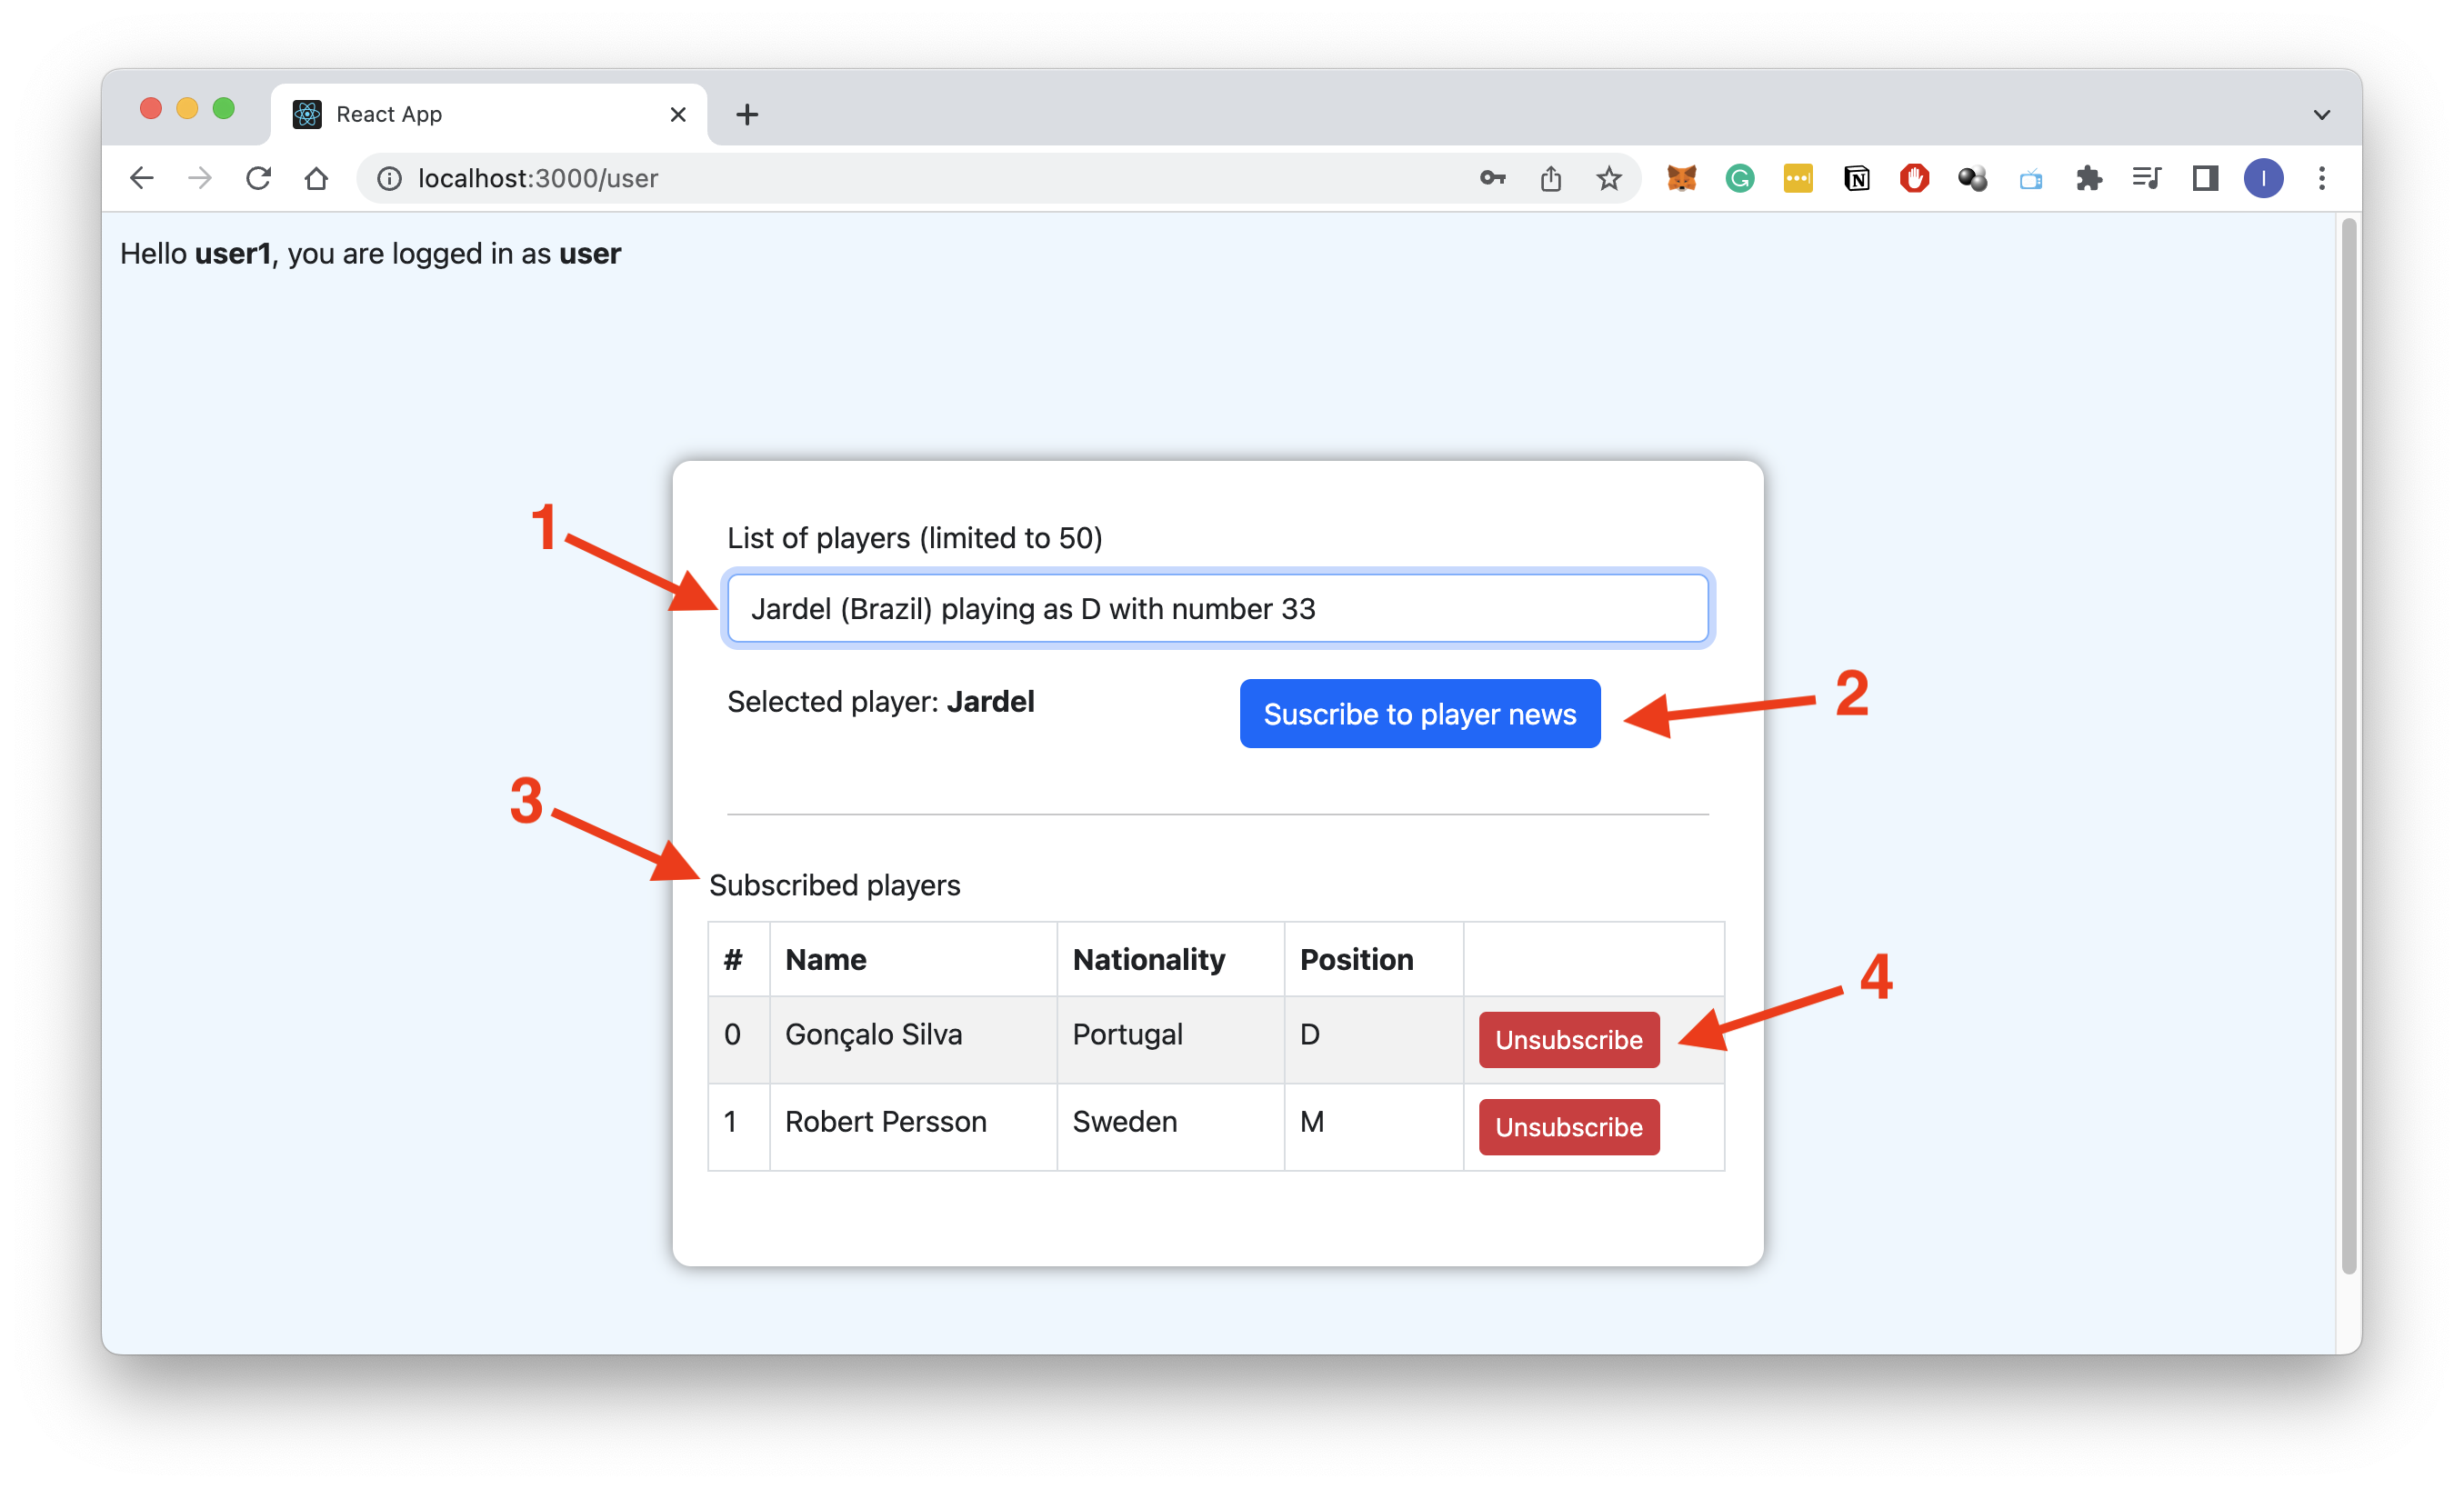 React App
localhost:3000/user
I
Hello user1, you are logged in as user
1
List of players (limited to 50)
Jardel (Brazil) playing as D with number 33
Selected player: Jardel
Suscribe to player news
2
3
Subscribed players
# Name Nationality Position
4
0 Gonçalo Silva Portugal D Unsubscribe
1 Robert Persson Sweden M Unsubscribe